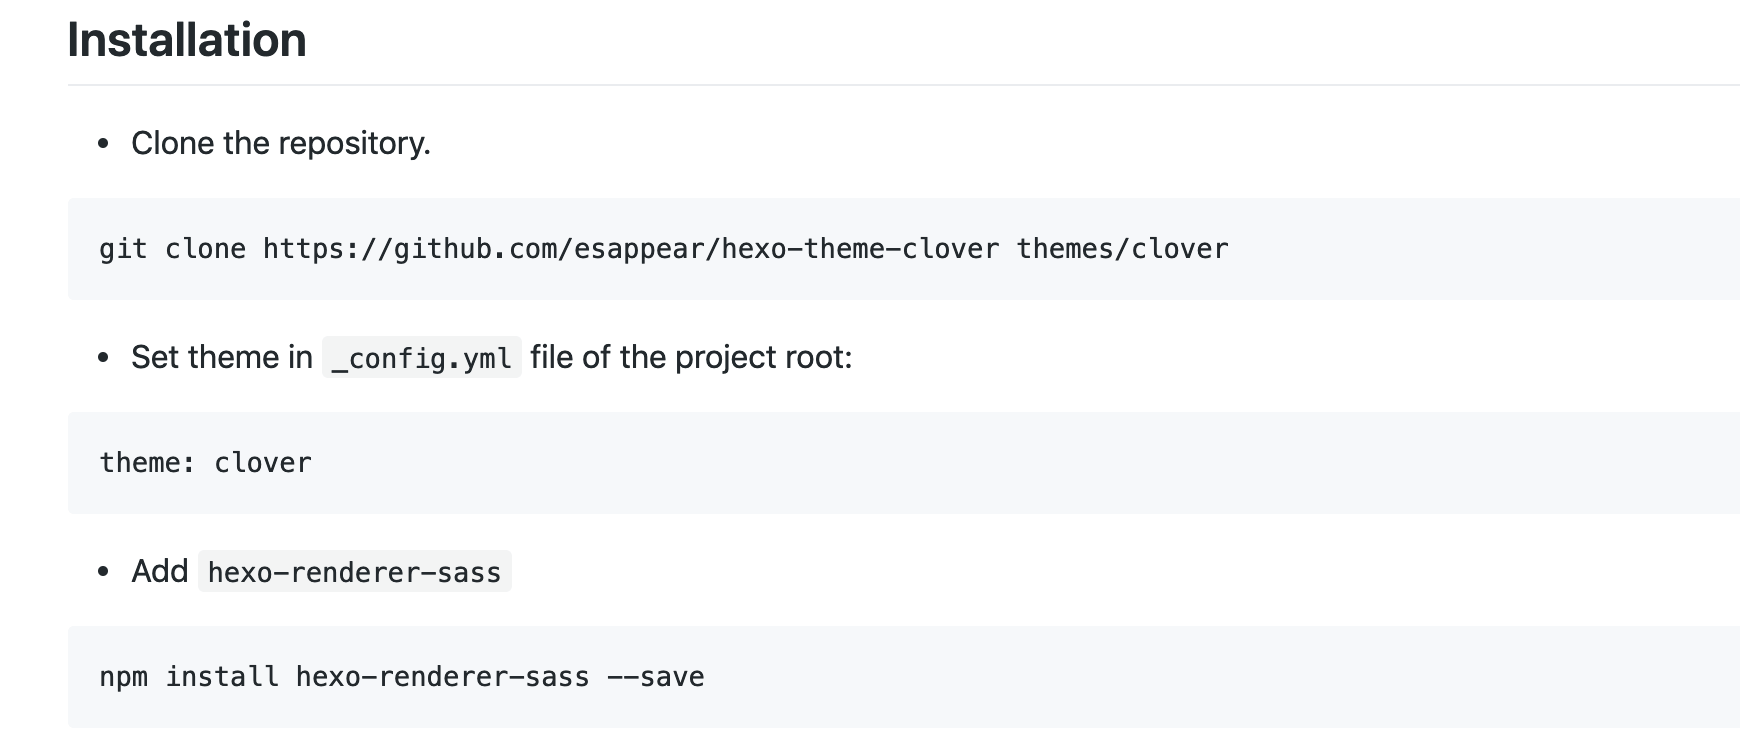 Installation
• Clone the repository.
git clone https://github.com/esappear/hexo-theme-clover themes/clover
• Set theme in _config.yml file of the project root:
theme: clover
• Add hexo-renderer-sass
npm install hexo-renderer-sass --save